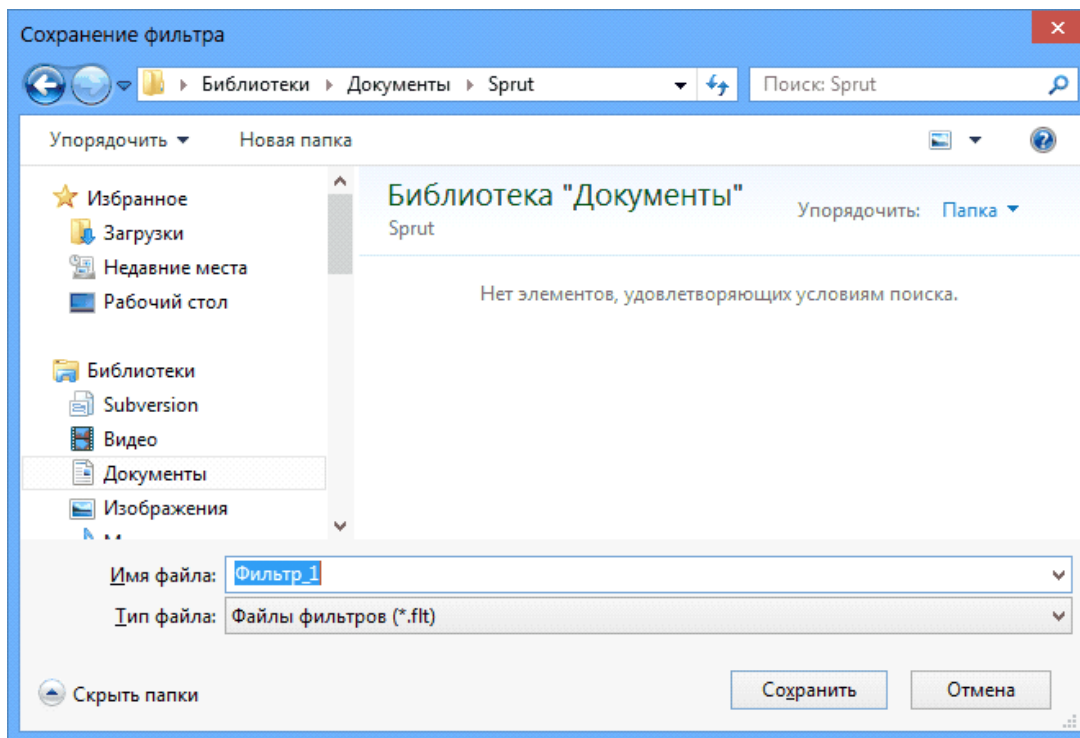 Сохранение фильтра
Библиотеки Документы Sprut Поиск: Sprut
Упорядочить Новая папка
Избранное
Загрузки
Недавние места
Рабочий стол
Библиотеки
Subversion
Видео
Документы
Изображения
Библиотека "Документы"
Sprut
Упорядочить: Папка
Нет элементов, удовлетворяющих условиям поиска.
Имя файла: Фильтр_1
Тип файла: Файлы фильтров (*.flt)
Скрыть папки Сохранить Отмена